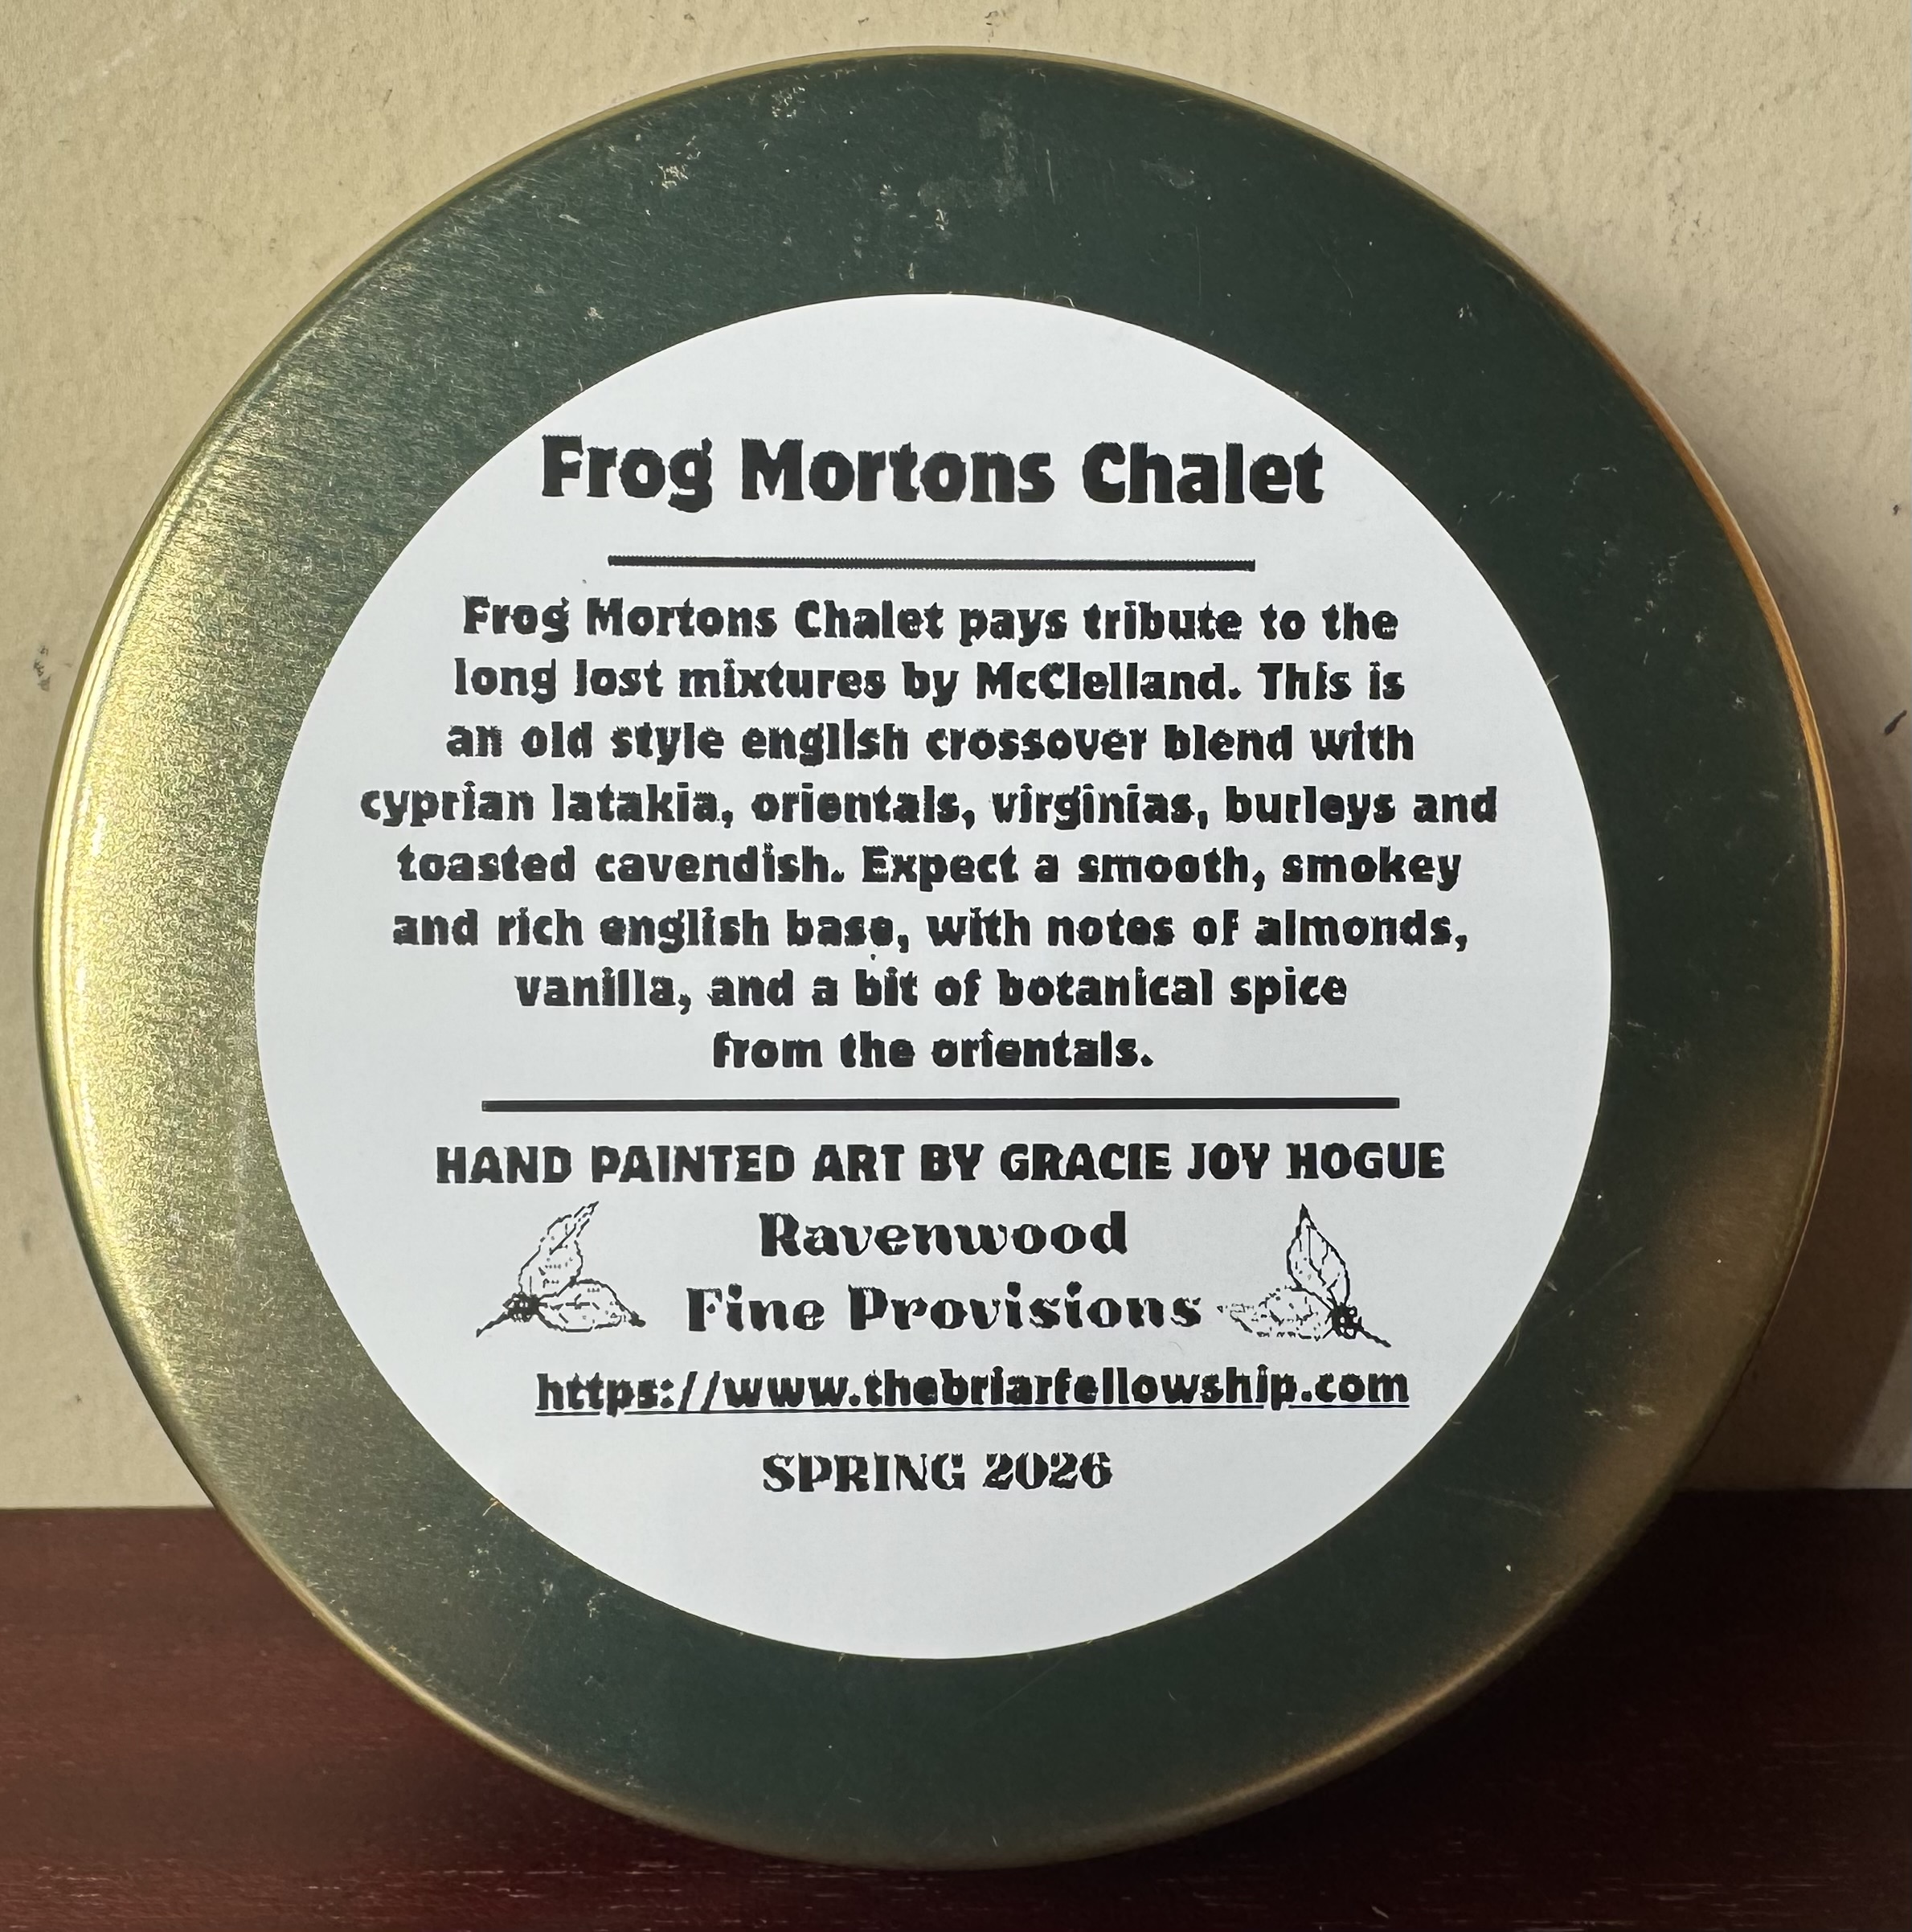 Frog Mortons Chalet
Frog Mortons Chalet pays tribute to the
long lost mixtures by McClelland. This is
an old style english crossover blend with
cyprian latakia, orientals, virginias, burleys and
toasted cavendish. Expect a smooth, smokey
and rich english base, with notes of almonds,
vanilla, and a bit of botanical spice
from the orientals.
HAND PAINTED ART BY GRACIE JOY HOGUE
Ravenwood
Fine Provisions
https://www.thebriarfellowship.com
SPRING 2026